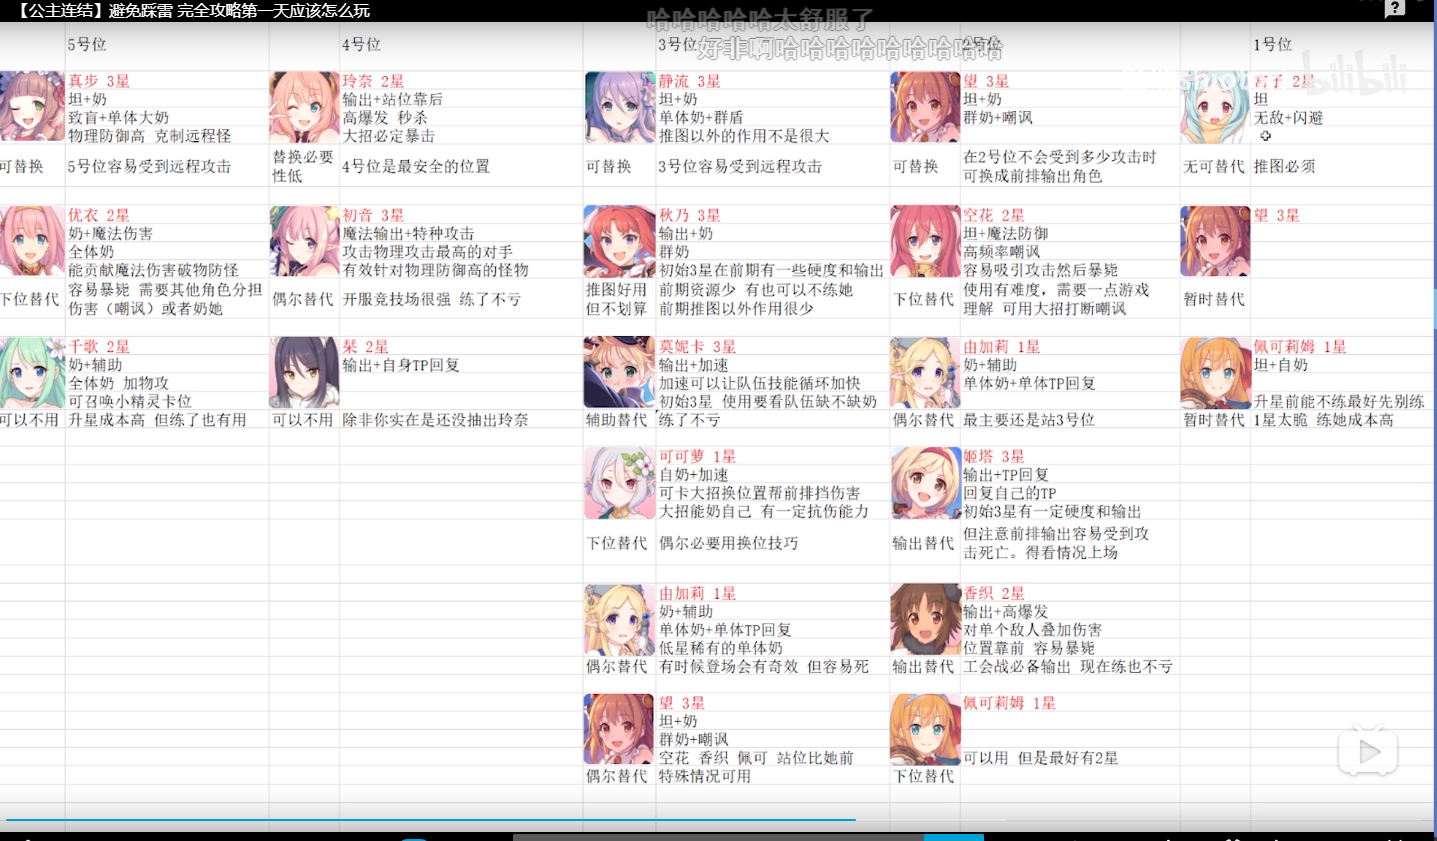 【公主连结】避免踩雷 完全攻略第一天应该怎么玩
哈哈哈哈哈太舒服了
好非啊哈哈哈哈哈哈哈哈哈
5号位
4号位
3号位
2号位
1号位
真步 3星
坦+奶
致盲+单体大奶
物理防御高 克制远程怪
可替换
5号位容易受到远程攻击
玲奈 2星
输出+站位靠后
高爆发 秒杀
大招必定暴击
替换必要
性低
4号位是最安全的位置
静流 3星
坦+奶
单体奶+群盾
推图以外的作用不是很大
可替换
3号位容易受到远程攻击
望 3星
坦+奶
群奶+嘲讽
可替换
在2号位不会受到多少攻击时
可换成前排输出角色
宫子 2星
坦
无敌+闪避
无可替代
推图必须
bilibili
优衣 2星
奶+魔法伤害
全体奶
能贡献魔法伤害破物防怪
下位替代
容易暴毙 需要其他角色分担
伤害（嘲讽）或者奶她
初音 3星
魔法输出+特种攻击
攻击物理攻击最高的对手
有效针对物理防御高的怪物
偶尔替代
开服竞技场很强 练了不亏
秋乃 3星
输出+奶
群奶
初始3星在前期有一些硬度和输出
推图好用
但不划算
前期资源少 有也可以不练她
前期推图以外作用很少
空花 2星
坦+魔法防御
高频率嘲讽
容易吸引攻击然后暴毙
下位替代
使用有难度，需要一点游戏
理解 可用大招打断嘲讽
望 3星
暂时替代
千歌 2星
奶+辅助
全体奶 加物攻
可召唤小精灵卡位
可以不用
升星成本高 但练了也有用
栞 2星
输出+自身TP回复
可以不用
除非你实在是还没抽出玲奈
莫妮卡 3星
输出+加速
加速可以让队伍技能循环加快
初始3星 使用要看队伍缺不缺奶
辅助替代
练了不亏
由加莉 1星
奶+辅助
单体奶+单体TP回复
偶尔替代
最主要还是站3号位
佩可莉姆 1星
坦+自奶
升星前能不练最好先别练
暂时替代
1星太脆 练她成本高
可可萝 1星
自奶+加速
可卡大招换位置帮前排挡伤害
大招能奶自己 有一定抗伤能力
下位替代
偶尔必要用换位技巧
姬塔 3星
输出+TP回复
回复自己的TP
初始3星有一定硬度和输出
输出替代
但注意前排输出容易受到攻
击死亡。得看情况上场
由加莉 1星
奶+辅助
单体奶+单体TP回复
低星稀有的单体奶
偶尔替代
有时候登场会有奇效 但容易死
香织 2星
输出+高爆发
对单个敌人叠加伤害
位置靠前 容易暴毙
输出替代
工会战必备输出 现在练也不亏
望 3星
坦+奶
群奶+嘲讽
空花 香织 佩可 站位比她前
偶尔替代
特殊情况可用
佩可莉姆 1星
可以用 但是最好有2星
下位替代